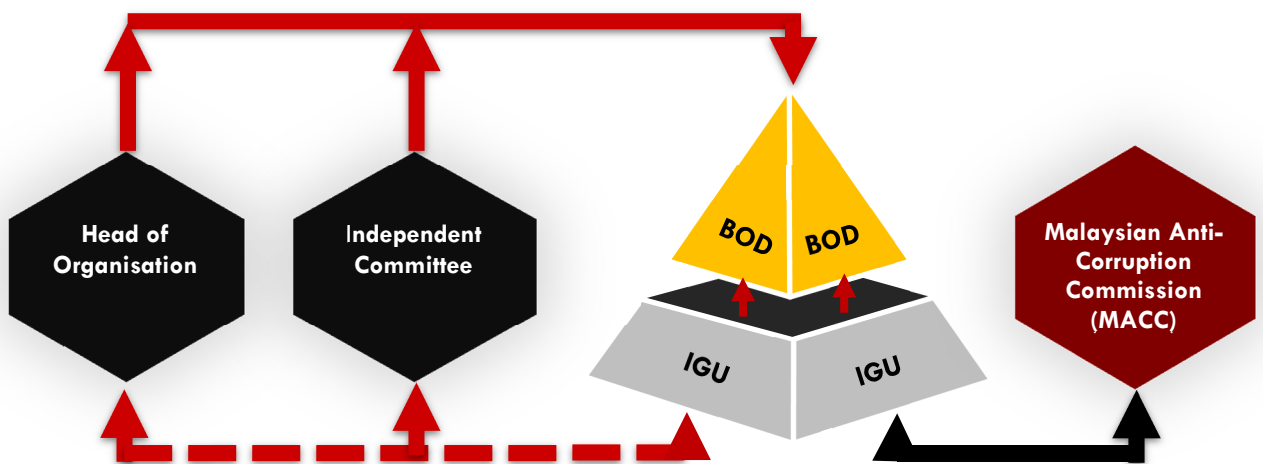 Head of
Organisation
Independent
Committee
BOD
BOD
IGU
IGU
Malaysian Anti-
Corruption
Commission
(MACC)